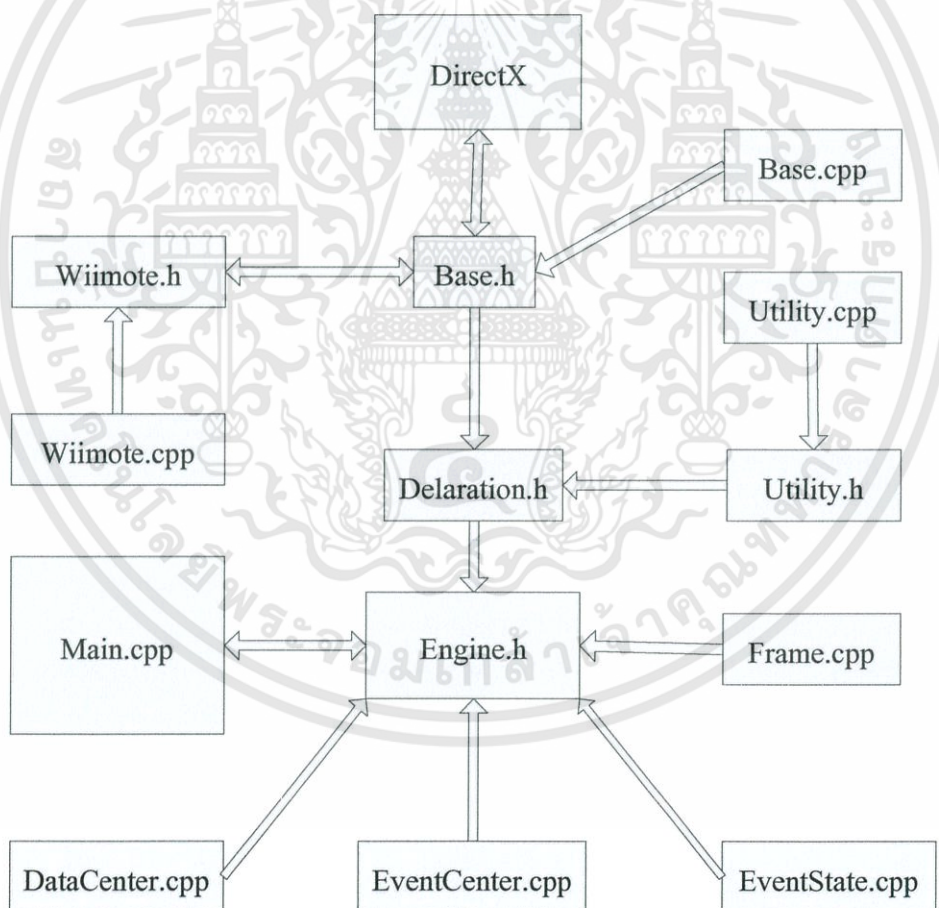 DirectX
Base.cpp
Wiimote.h
Base.h
Utility.cpp
Wiimote.cpp
Delaration.h
Utility.h
Main.cpp
Engine.h
Frame.cpp
DataCenter.cpp
EventCenter.cpp
EventState.cpp